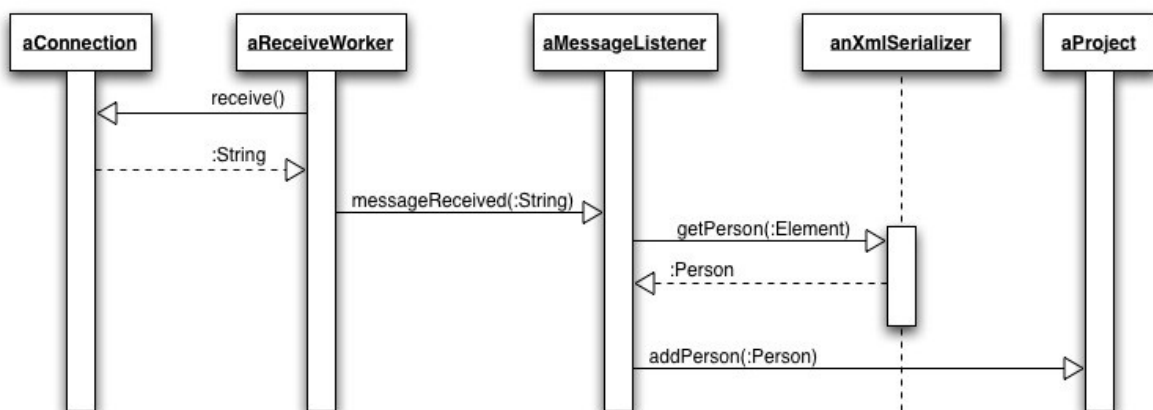 aConnection
aReceiveWorker
aMessageListener
anXmlSerializer
aProject
receive()
:String
messageReceived(:String)
getPerson(:Element)
:Person
addPerson(:Person)